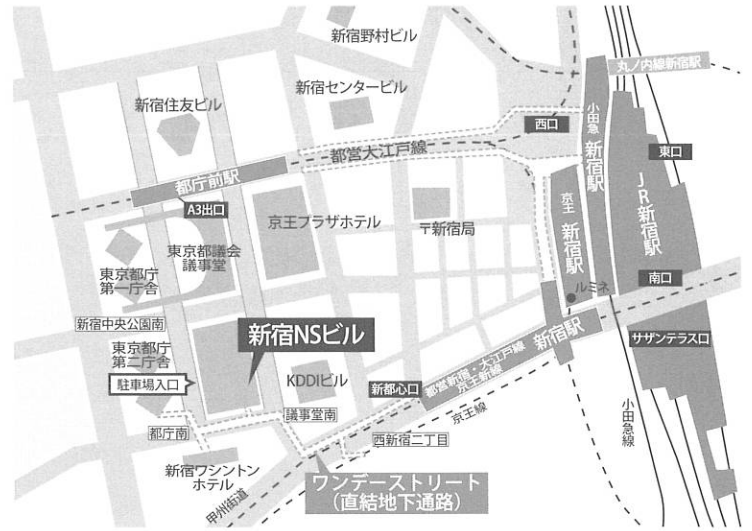 新宿野村ビル
丸ノ内線新宿駅
新宿センタービル
新宿住友ビル
小田急 新宿駅
西口
東口
都営大江戸線
都庁前駅
A3出口
京王 新宿駅
JR新宿駅
東京都議会
議事堂
京王プラザホテル
〒新宿局
東京都庁
第一庁舎
南口
ルミネ
新宿中央公園南
新宿NSビル
新宿駅
サザンテラス口
東京都庁
第二庁舎
KDDIビル
新都心口
都営新宿・大江戸線
京王新線
駐車場入口
京王線
小田急線
議事堂南
都庁南
西新宿二丁目
新宿ワシントン
ホテル
ワンデーストリート
(直結地下通路)
甲州街道